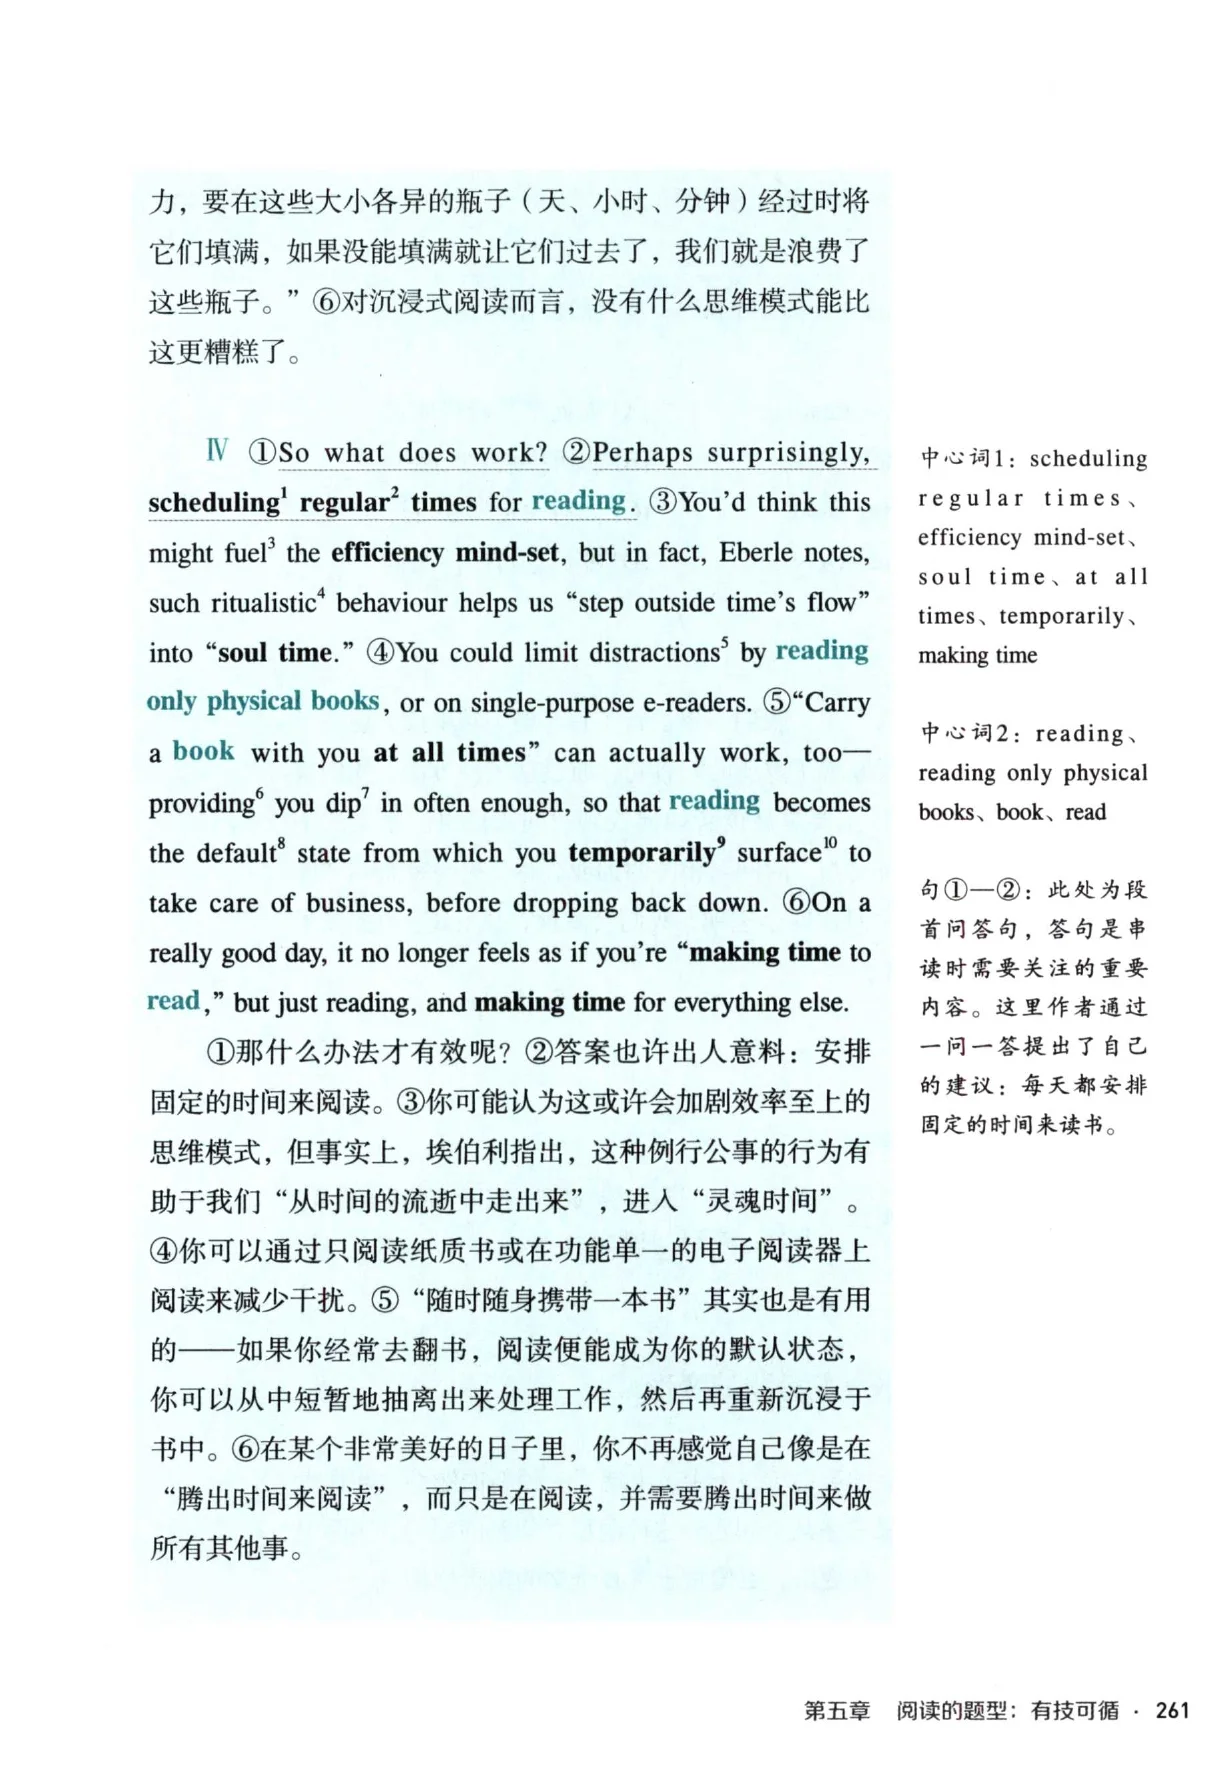 力，要在这些大小各异的瓶子（天、小时、分钟）经过时将
它们填满，如果没能填满就让它们过去了，我们就是浪费了
这些瓶子。”⑥对沉浸式阅读而言，没有什么思维模式能比
这更糟糕了。
Ⅳ ①So what does work? ②Perhaps surprisingly,
scheduling¹ regular² times for reading. ③You’d think this
might fuel³ the efficiency mind-set, but in fact, Eberle notes,
such ritualistic⁴ behaviour helps us “step outside time’s flow”
into “soul time.” ④You could limit distractions⁵ by reading
only physical books, or on single-purpose e-readers. ⑤“Carry
a book with you at all times” can actually work, too—
providing⁶ you dip⁷ in often enough, so that reading becomes
the default⁸ state from which you temporarily⁹ surface¹⁰ to
take care of business, before dropping back down. ⑥On a
really good day, it no longer feels as if you’re “making time to
read,” but just reading, and making time for everything else.
①那什么办法才有效呢？②答案也许出人意料：安排
固定的时间来阅读。③你可能认为这或许会加剧效率至上的
思维模式，但事实上，埃伯利指出，这种例行公事的行为有
助于我们“从时间的流逝中走出来”，进入“灵魂时间”。
④你可以通过只阅读纸质书或在功能单一的电子阅读器上
阅读来减少干扰。⑤“随时随身携带一本书”其实也是有用
的——如果你经常去翻书，阅读便能成为你的默认状态，
你可以从中短暂地抽离出来处理工作，然后再重新沉浸于
书中。⑥在某个非常美好的日子里，你不再感觉自己像是在
“腾出时间来阅读”，而只是在阅读，并需要腾出时间来做
所有其他事。
中心词1：scheduling
regular times、
efficiency mind-set、
soul time、at all
times、temporarily、
making time
中心词2：reading、
reading only physical
books、book、read
句①—②：此处为段
首问答句，答句是串
读时需要关注的重要
内容。这里作者通过
一问一答提出了自己
的建议：每天都安排
固定的时间来读书。
第五章 阅读的题型：有技可循 · 261